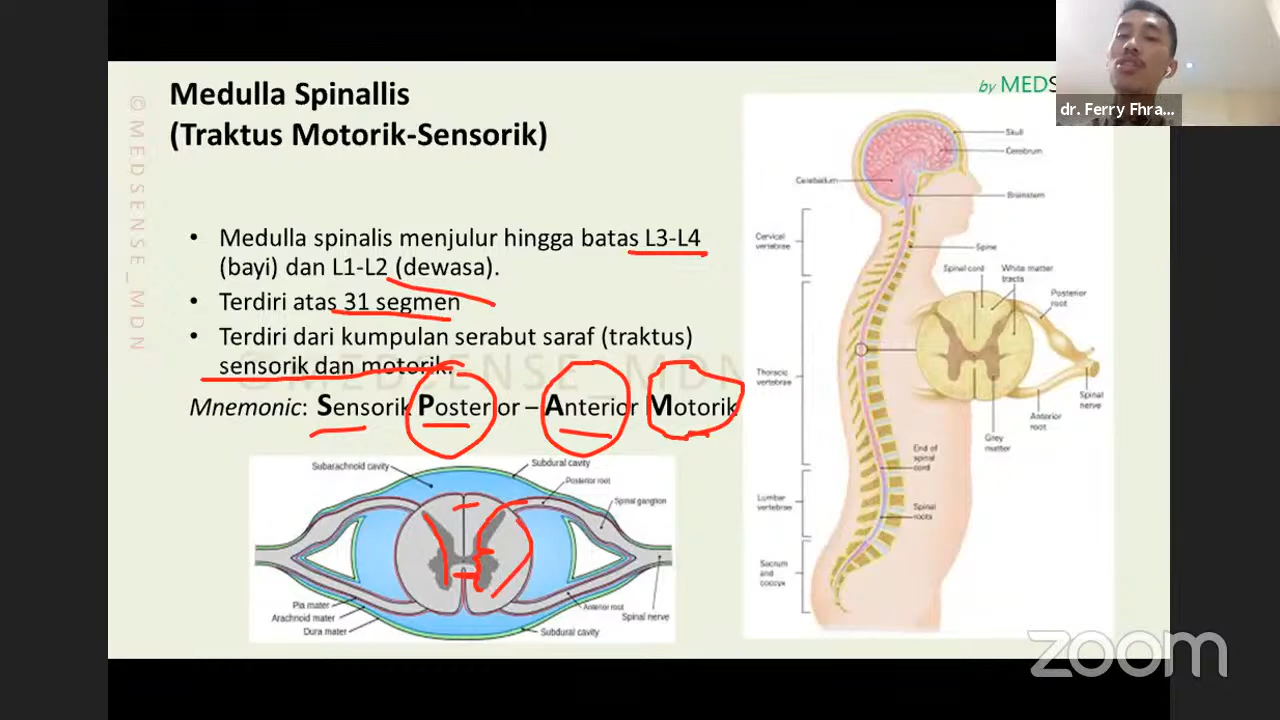 Medulla Spinallis
(Traktus Motorik-Sensorik)
by MEDS
dr. Ferry Fhra...
©MEDSENSE_MDN
• Medulla spinalis menjulur hingga batas L3-L4
(bayi) dan L1-L2 (dewasa).
• Terdiri atas 31 segmen
• Terdiri dari kumpulan serabut saraf (traktus)
sensorik dan motorik.
©MEDSENSE_MDN
Mnemonic: Sensorik Posterior – Anterior Motorik
Subarachnoid cavity
Subdural cavity
Posterior root
Spinal ganglion
Pia mater
Arachnoid mater
Dura mater
Anterior root
Spinal nerve
Subdural cavity
Skull
Cerebrum
Cerebellum
Brainstem
Cervical
vertebrae
Spine
Spinal cord
White matter
tracts
Posterior
root
Thoracic
vertebrae
Spinal
nerve
Anterior
root
Grey
matter
End of
spinal
cord
Lumbar
vertebrae
Spinal
roots
Sacrum
and
coccyx
zoom